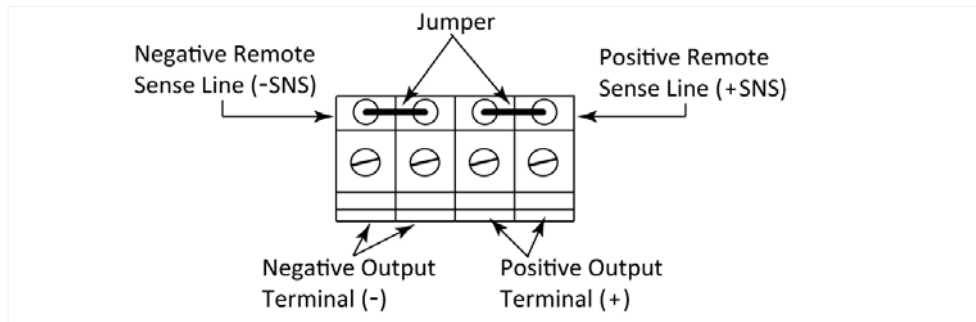 Jumper
Negative Remote
Sense Line (-SNS)
Positive Remote
Sense Line (+SNS)
Negative Output
Terminal (-)
Positive Output
Terminal (+)